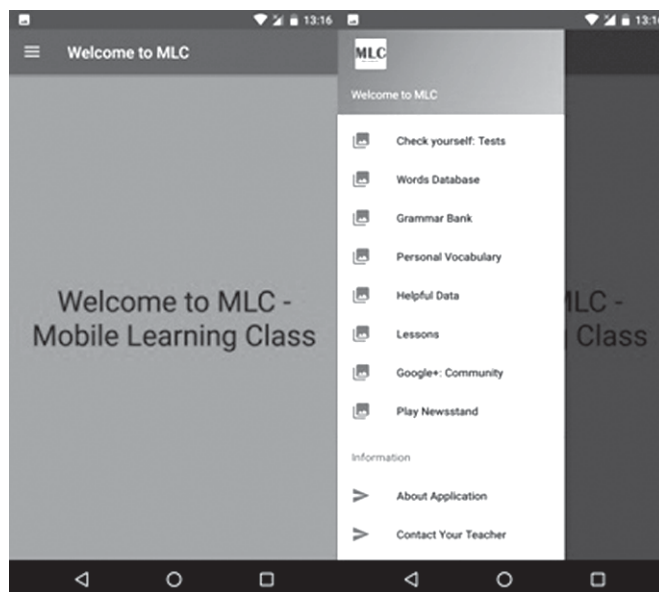 13:16
Welcome to MLC
Welcome to MLC -
Mobile Learning Class
13:16
MLC
Welcome to MLC
Check yourself: Tests
Words Database
Grammar Bank
Personal Vocabulary
Helpful Data
Lessons
Google+: Community
Play Newsstand
Information
About Application
Contact Your Teacher
MLC -
Class